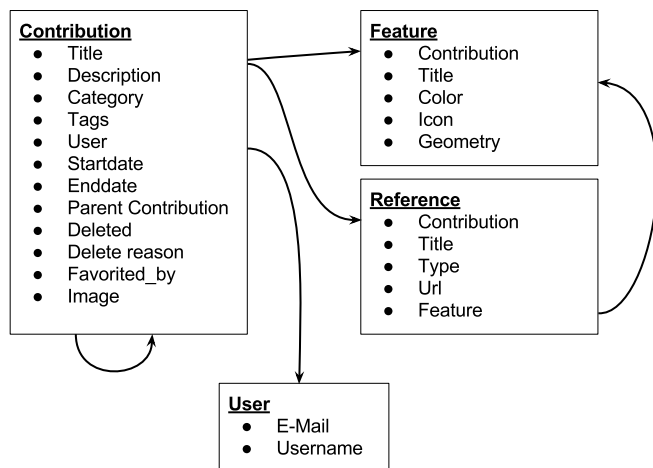 Contribution
● Title
● Description
● Category
● Tags
● User
● Startdate
● Enddate
● Parent Contribution
● Deleted
● Delete reason
● Favorited_by
● Image
Feature
● Contribution
● Title
● Color
● Icon
● Geometry
Reference
● Contribution
● Title
● Type
● Url
● Feature
User
● E-Mail
● Username